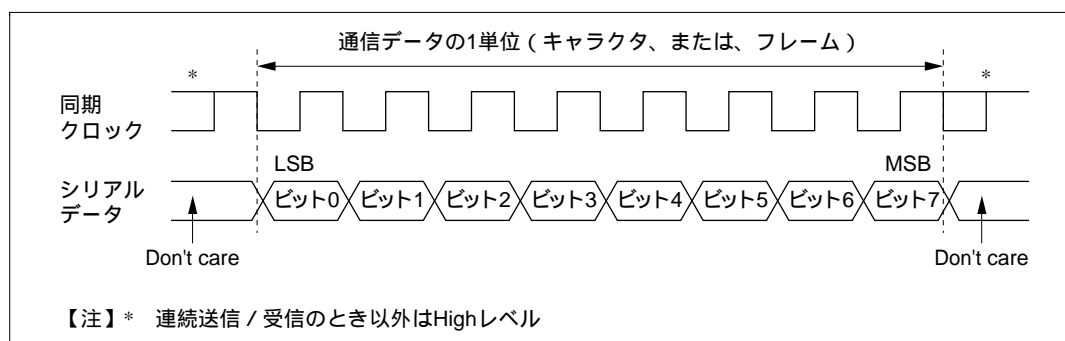 通信データの1単位（キャラクタ、または、フレーム）
*
*
同期
クロック
LSB
MSB
シリアル
データ
ビット0
ビット1
ビット2
ビット3
ビット4
ビット5
ビット6
ビット7
Don't care
Don't care
【注】* 連続送信 / 受信のとき以外はHighレベル